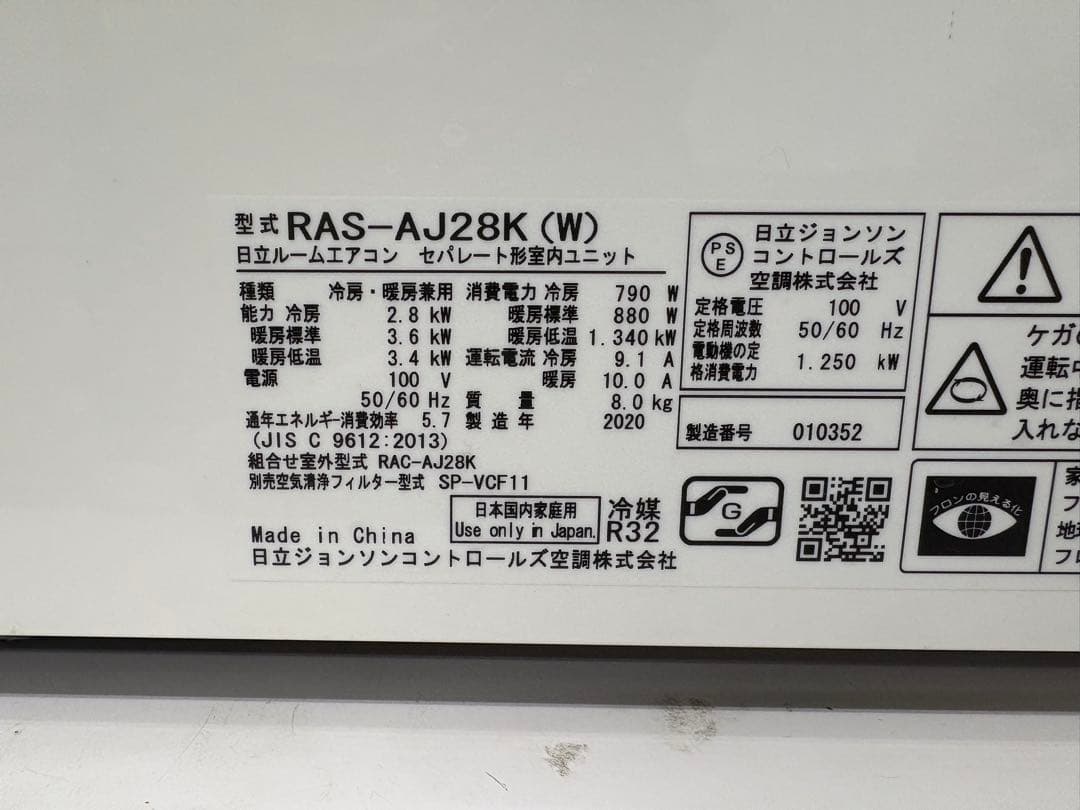 型式 RAS-AJ28K (W)
日立ルームエアコン セパレート形室内ユニット
種類 冷房・暖房兼用
能力 冷房 2.8 kW
暖房標準 3.6 kW
暖房低温 3.4 kW
電源 100 V
50/60 Hz
通年エネルギー消費効率 5.7
(JIS C 9612:2013)
消費電力 冷房 790 W
暖房標準 880 W
暖房低温 1.340 kW
運転電流 冷房 9.1 A
暖房 10.0 A
質量 8.0 kg
製造年 2020
組合せ室外型式 RAC-AJ28K
別売空気清浄フィルター型式 SP-VCF11
日本国内家庭用
Use only in Japan.
冷媒
R32
Made in China
日立ジョンソンコントロールズ空調株式会社
PSE
日立ジョンソン
コントロールズ
空調株式会社
定格電圧 100 V
定格周波数 50/60 Hz
電動機の定
格消費電力 1.250 kW
製造番号 010352
G
ケガの
運転中
奥に指
入れな
フロンの見える化
家
フ
地
フロ